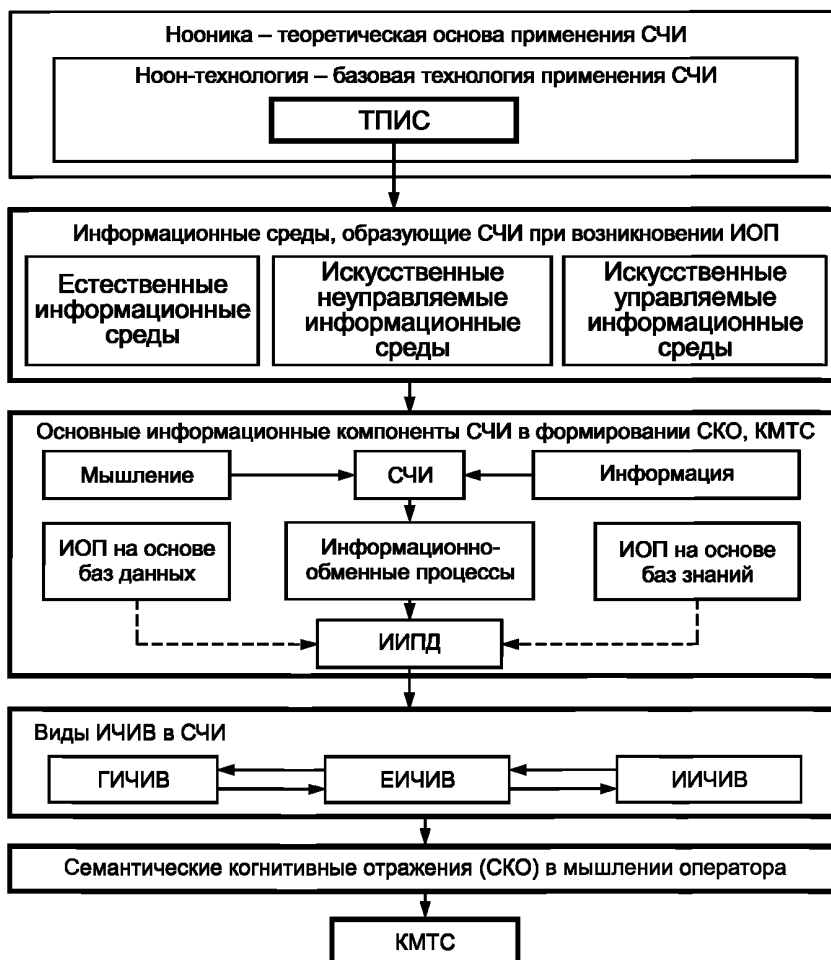 Нооника – теоретическая основа применения СЧИ
Ноон-технология – базовая технология применения СЧИ
ТПИС
Информационные среды, образующие СЧИ при возникновении ИОП
Естественные
информационные
среды
Искусственные
неуправляемые
информационные
среды
Искусственные
управляемые
информационные
среды
Основные информационные компоненты СЧИ в формировании СКО, КМТС
Мышление
СЧИ
Информация
ИОП на основе
баз данных
Информационно-
обменные процессы
ИОП на основе
баз знаний
ИИПД
Виды ИЧИВ в СЧИ
ГИЧИВ
ЕИЧИВ
ИИЧИВ
Семантические когнитивные отражения (СКО) в мышлении оператора
КМТС